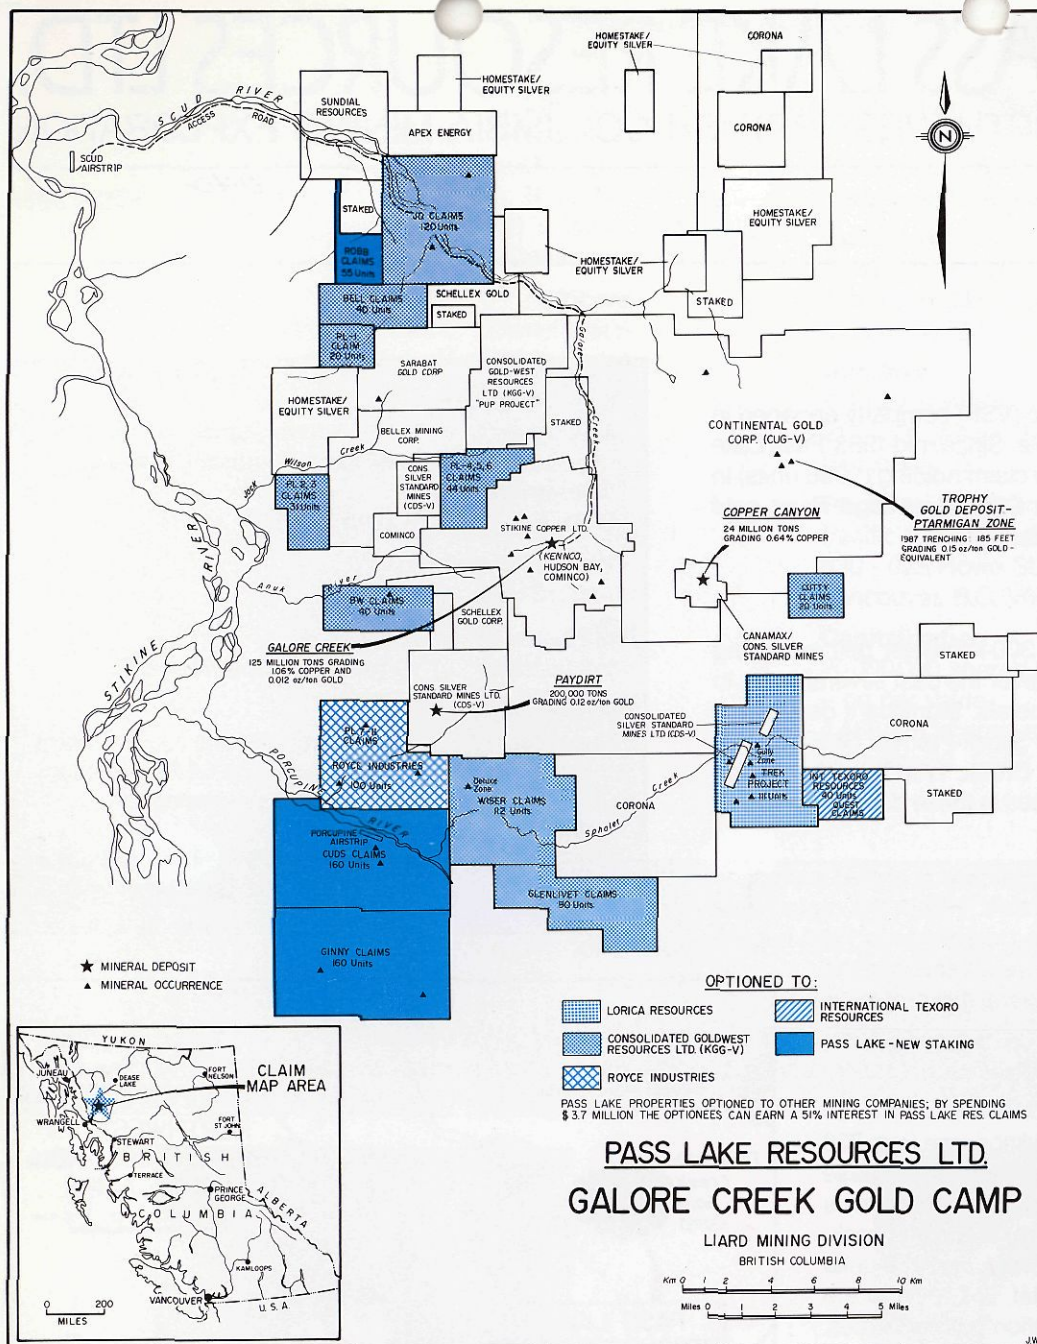 HOMESTAKE/
EQUITY SILVER
CORONA
HOMESTAKE/
EQUITY SILVER
SCUD RIVER
ACCESS ROAD
SUNDIAL
RESOURCES
APEX ENERGY
CORONA
N
SCUD
AIRSTRIP
STAKED
JD CLAIMS
120 Units
HOMESTAKE/
EQUITY SILVER
ROBB
CLAIMS
55 Units
HOMESTAKE/
EQUITY SILVER
BELL CLAIMS
40 Units
SCHELLEX GOLD
STAKED
STAKED
PL-1
CLAIM
20 Units
SARABAT
GOLD CORP
CONSOLIDATED
GOLD-WEST
RESOURCES
LTD (KGG-V)
"PUP PROJECT"
Galore Creek
HOMESTAKE/
EQUITY SILVER
BELLEX MINING
CORP.
STAKED
CONTINENTAL GOLD
CORP. (CUG-V)
Jack Wilson Creek
CONS
SILVER
STANDARD
MINES
(CDS-V)
PL-4,5,6
CLAIMS
44 Units
PL 2,3
CLAIMS
31 Units
TROPHY
GOLD DEPOSIT-
PTARMIGAN ZONE
1987 TRENCHING: 185 FEET
GRADING 0.15 oz/ton GOLD-
EQUIVALENT
COPPER CANYON
24 MILLION TONS
GRADING 0.64% COPPER
STIKINE COPPER LTD.
(KENNCO,
HUDSON BAY,
COMINCO)
COMINCO
Anuk River
BW CLAIMS
40 Units
CUTTY
CLAIMS
20 Units
SCHELLEX
GOLD CORP.
STIKINE RIVER
GALORE CREEK
125 MILLION TONS GRADING
1.06% COPPER AND
0.012 oz/ton GOLD
CANAMAX/
CONS. SILVER
STANDARD MINES
STAKED
CONS. SILVER
STANDARD MINES LTD.
(CDS-V)
PAYDIRT
200,000 TONS
GRADING 0.12 oz/ton GOLD
CONSOLIDATED
SILVER STANDARD
MINES LTD (CDS-V)
CORONA
PL-7-11
CLAIMS
ROYCE INDUSTRIES
100 Units
Gully
Zone
TREK
PROJECT
Units
INT. TEXORO
RESOURCES
Units
QUEST
CLAIMS
STAKED
PORCUPINE RIVER
Deluxe
Zone
WISER CLAIMS
112 Units
CORONA
Sphaler Creek
PORCUPINE
AIRSTRIP
CUDS CLAIMS
160 Units
GLENLIVET CLAIMS
90 Units
GINNY CLAIMS
160 Units
MINERAL DEPOSIT
MINERAL OCCURRENCE
OPTIONED TO:
LORICA RESOURCES
INTERNATIONAL TEXORO
RESOURCES
CONSOLIDATED GOLDWEST
RESOURCES LTD. (KGG-V)
PASS LAKE - NEW STAKING
ROYCE INDUSTRIES
PASS LAKE PROPERTIES OPTIONED TO OTHER MINING COMPANIES; BY SPENDING
$3.7 MILLION THE OPTIONEES CAN EARN A 51% INTEREST IN PASS LAKE RES. CLAIMS
PASS LAKE RESOURCES LTD.
GALORE CREEK GOLD CAMP
LIARD MINING DIVISION
BRITISH COLUMBIA
Km 0 1 2 4 6 8 10 Km
Miles 0 1 2 3 4 5 Miles
YUKON
JUNEAU
DEASE
LAKE
FORT
NELSON
CLAIM
MAP AREA
WRANGELL
FORT
ST JOHN
STEWART
BRITISH
TERRACE
PRINCE
GEORGE
COLUMBIA
ALBERTA
KAMLOOPS
VANCOUVER
U.S.A.
0 200
MILES
J.W.